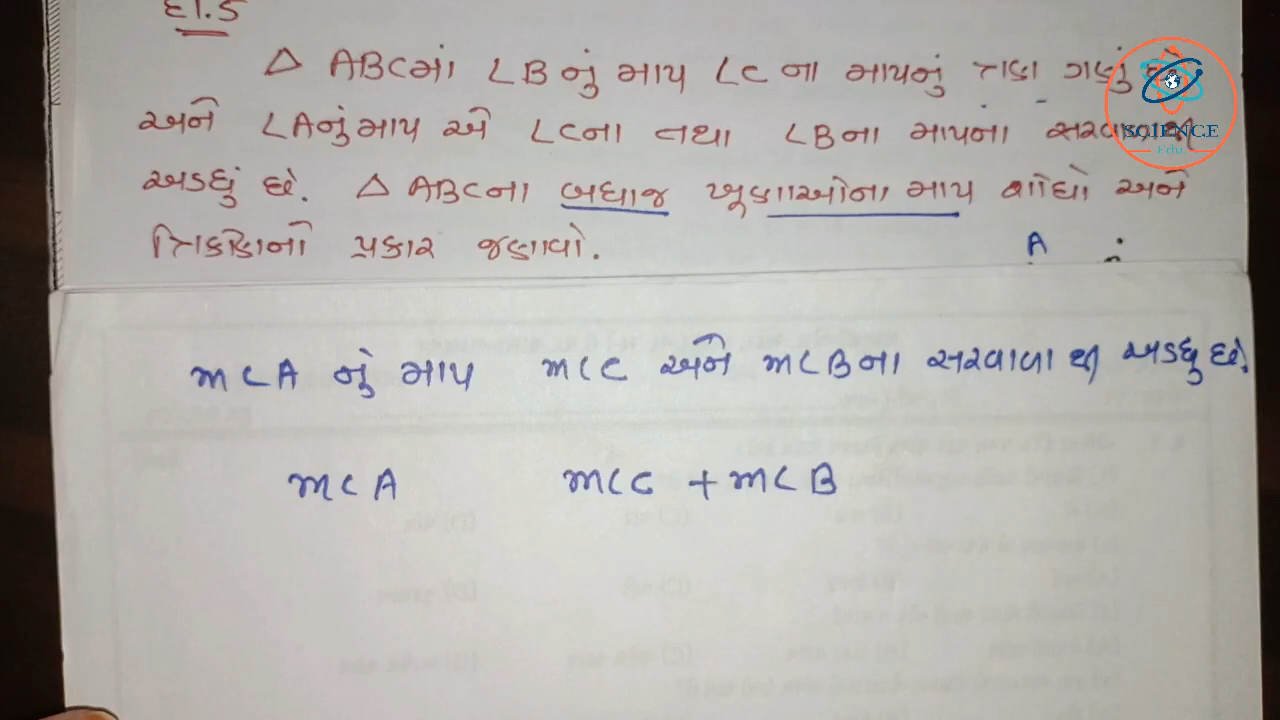 દા.5
△ ABCમાં ∠B નું માપ ∠C ના માપનું ત્રણ ગણું છે
અને ∠Aનું માપ એ ∠Cના તથા ∠Bના માપના સરવાળાથી
અડધું છે. △ ABCના બધાજ ખૂણાઓના માપ શોધો અને
ત્રિકોણનો પ્રકાર જણાવો.
A
SCIENCE
Edu.
m∠A નું માપ m∠C અને m∠Bના સરવાળા થી અડધુ છે.
m∠A m∠C + m∠B